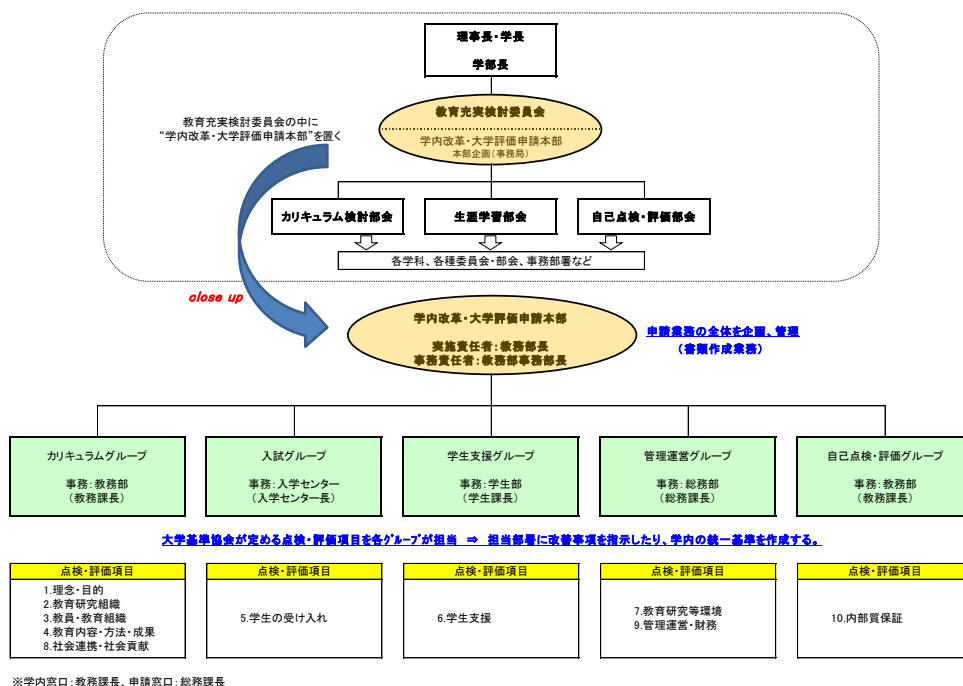 理事長・学長
学部長
教育充実検討委員会
学内改革・大学評価申請本部
本部企画（事務局）
教育充実検討委員会の中に
“学内改革・大学評価申請本部”を置く
カリキュラム検討部会
生涯学習部会
自己点検・評価部会
各学科、各種委員会・部会、事務部署など
close up
学内改革・大学評価申請本部
実施責任者：教務部長
事務責任者：教務部事務部長
申請業務の全体を企画、管理
（書類作成業務）
カリキュラムグループ
事務：教務部
（教務課長）
入試グループ
事務：入学センター
（入学センター長）
学生支援グループ
事務：学生部
（学生課長）
管理運営グループ
事務：総務部
（総務課長）
自己点検・評価グループ
事務：教務部
（教務課長）
大学基準協会が定める点検・評価項目を各グループが担当 ⇒ 担当部署に改善事項を指示したり、学内の統一基準を作成する。
点検・評価項目
1.理念・目的
2.教育研究組織
3.教員・教育組織
4.教育内容・方法・成果
8.社会連携・社会貢献
点検・評価項目
5.学生の受け入れ
点検・評価項目
6.学生支援
点検・評価項目
7.教育研究等環境
9.管理運営・財務
点検・評価項目
10.内部質保証
※学内窓口：教務課長、申請窓口：総務課長